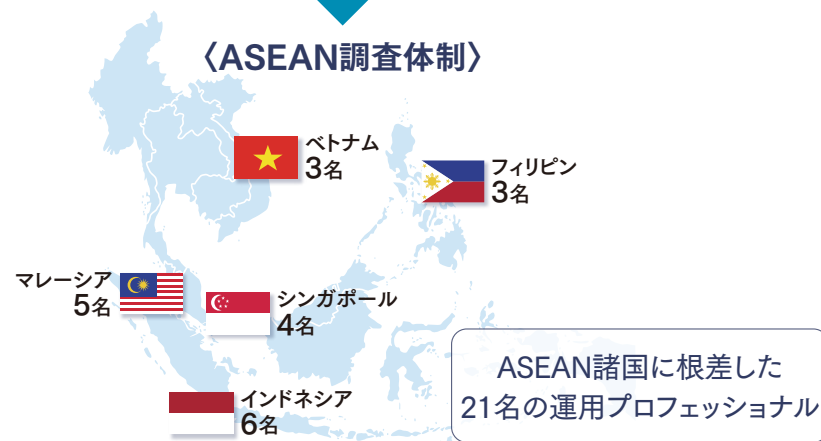 〈ASEAN調査体制〉
ベトナム
3名
フィリピン
3名
マレーシア
5名
シンガポール
4名
インドネシア
6名
ASEAN諸国に根差した
21名の運用プロフェッショナル